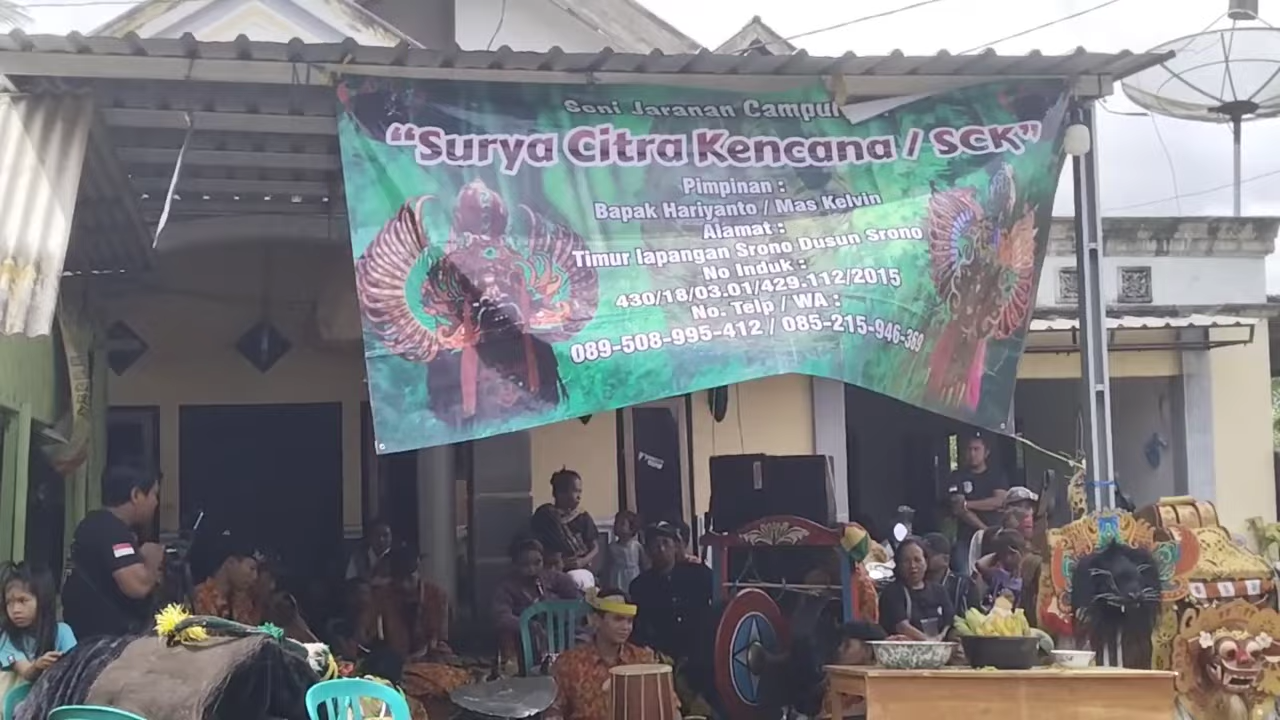 Seni Jaranan Campur
"Surya Citra Kencana / SCK"
Pimpinan :
Bapak Hariyanto / Mas Kelvin
Alamat :
Timur lapangan Srono Dusun Srono
No Induk :
430/18/03.01/429.112/2015
No. Telp / WA :
089-508-995-412 / 085-215-946-369